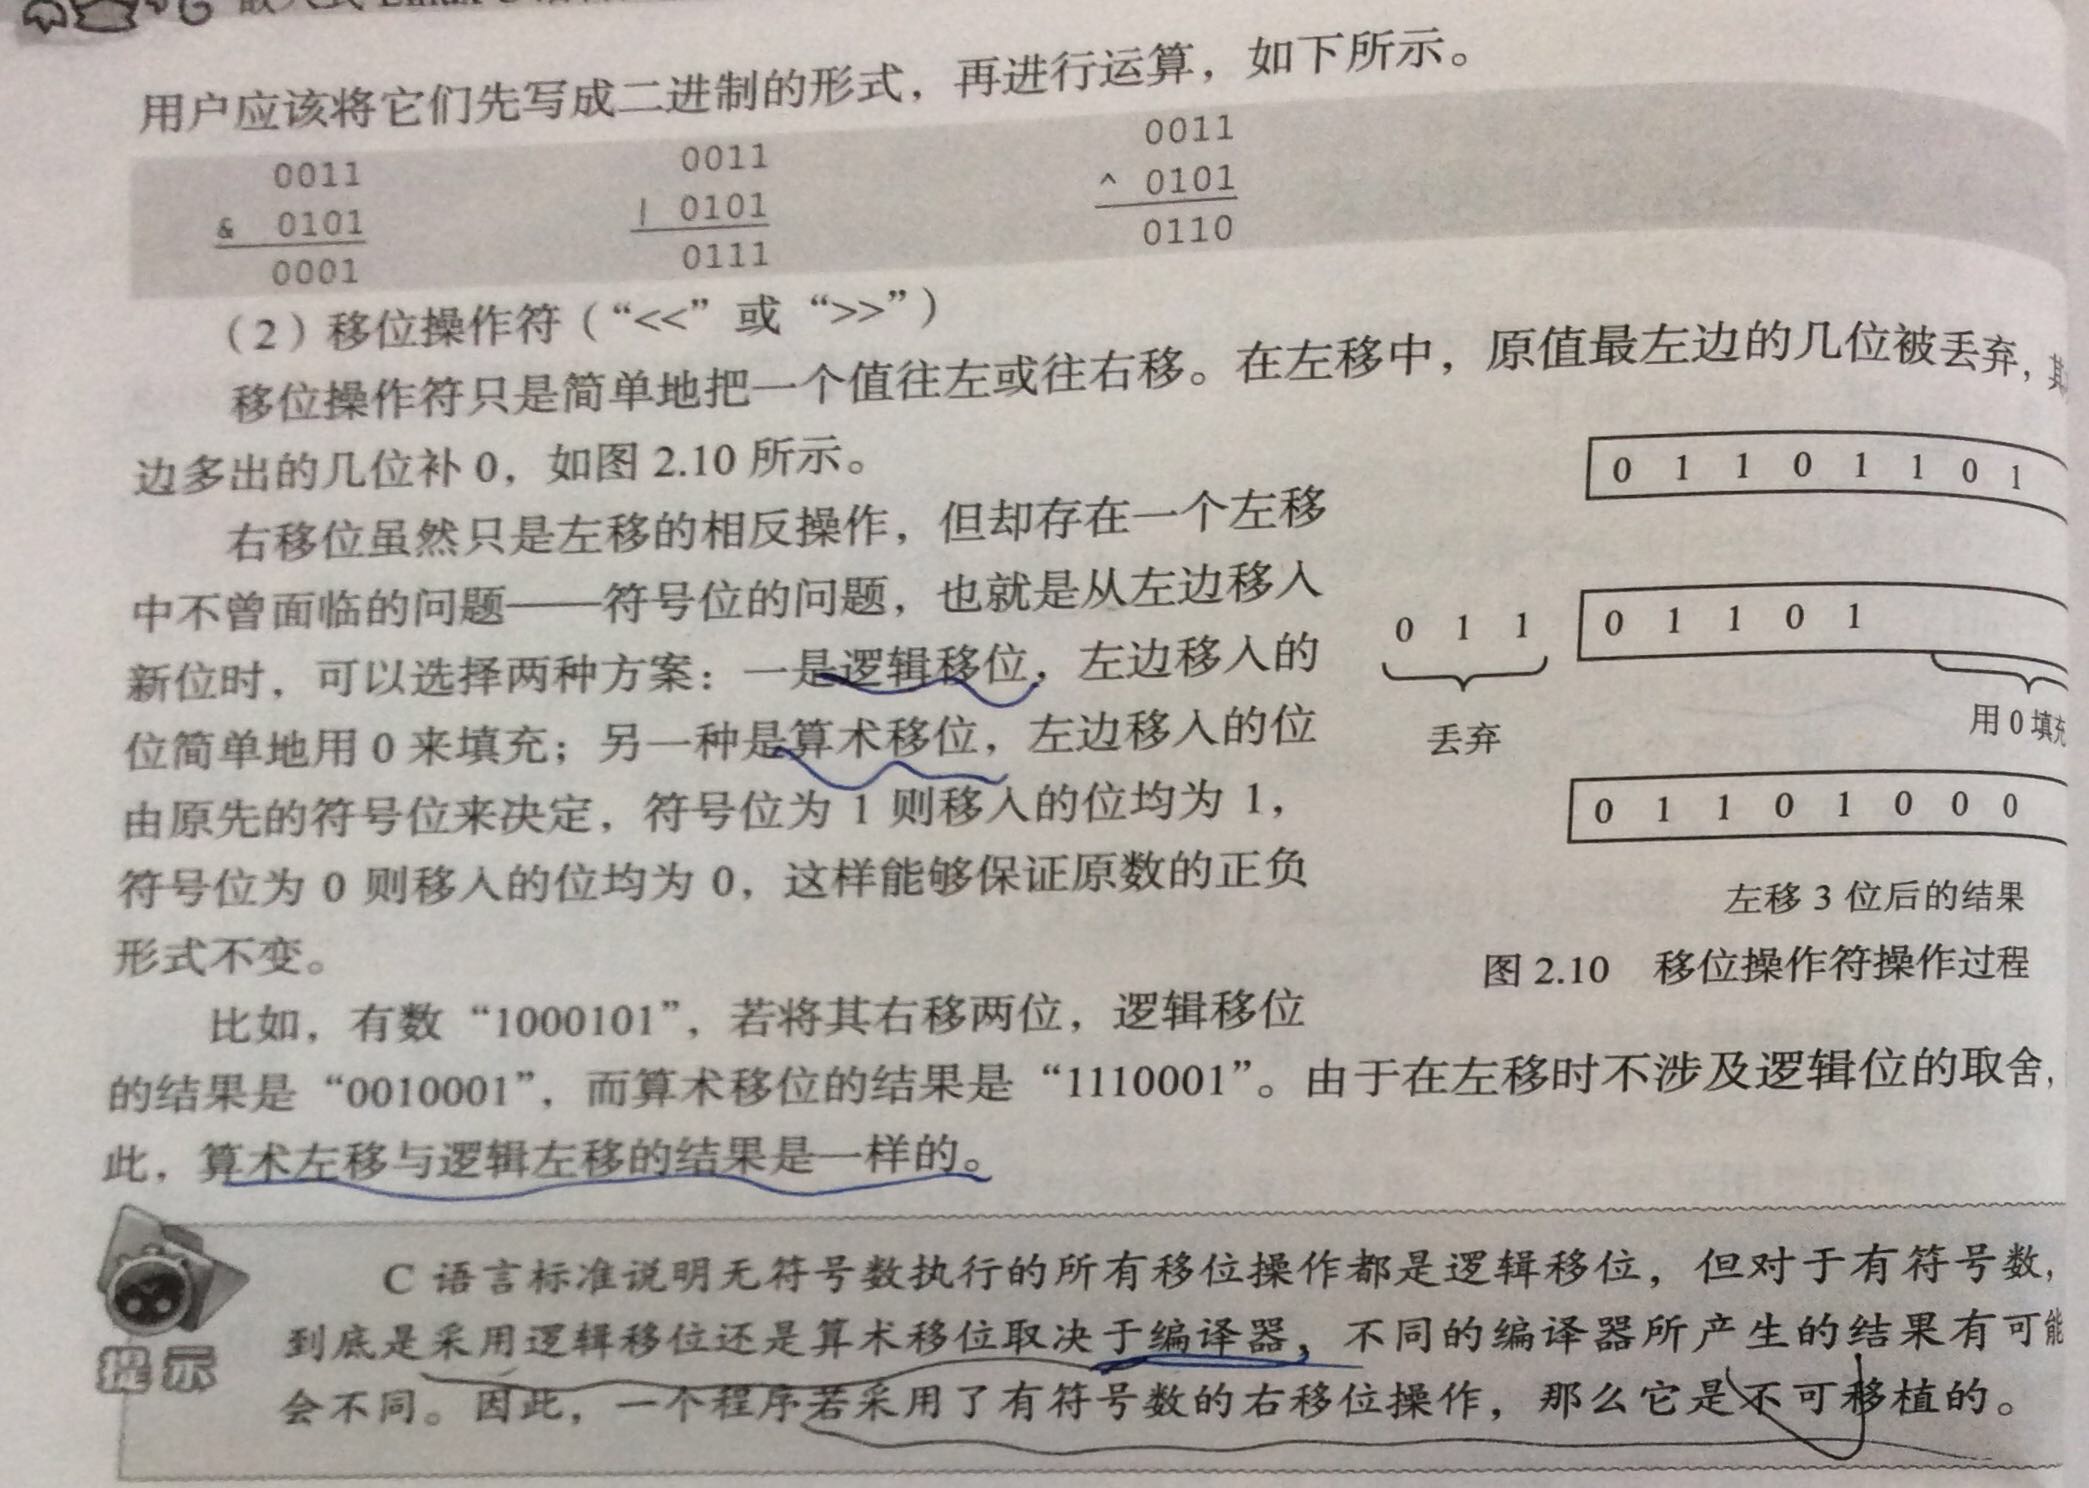 用户应该将它们先写成二进制的形式，再进行运算，如下所示。
0011 0011 0011
& 0101 | 0101 ^ 0101
0001 0111 0110
（2）移位操作符（“<<”或“>>”）
移位操作符只是简单地把一个值往左或往右移。在左移中，原值最左边的几位被丢弃，其
边多出的几位补 0，如图 2.10 所示。
右移位虽然只是左移的相反操作，但却存在一个左移
中不曾面临的问题——符号位的问题，也就是从左边移入
新位时，可以选择两种方案：一是逻辑移位，左边移入的
位简单地用 0 来填充；另一种是算术移位，左边移入的位
由原先的符号位来决定，符号位为 1 则移入的位均为 1，
符号位为 0 则移入的位均为 0，这样能够保证原数的正负
形式不变。
0 1 1 0 1 1 0 1
0 1 1 0 1 1 0 1
丢弃 用 0 填充
0 1 1 0 1 0 0 0
左移 3 位后的结果
图 2.10 移位操作符操作过程
比如，有数“1000101”，若将其右移两位，逻辑移位
的结果是“0010001”，而算术移位的结果是“1110001”。由于在左移时不涉及逻辑位的取舍，
此，算术左移与逻辑左移的结果是一样的。
提示
C 语言标准说明无符号数执行的所有移位操作都是逻辑移位，但对于有符号数，
到底是采用逻辑移位还是算术移位取决于编译器，不同的编译器所产生的结果有可能
会不同。因此，一个程序若采用了有符号数的右移位操作，那么它是不可移植的。